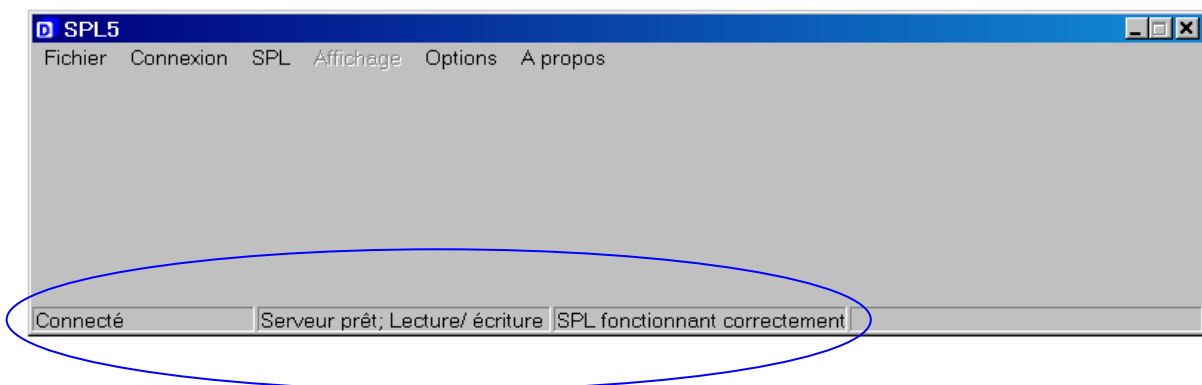 SPL5
Fichier Connexion SPL Affichage Options A propos
Connecté Serveur prêt; Lecture/ écriture SPL fonctionnant correctement